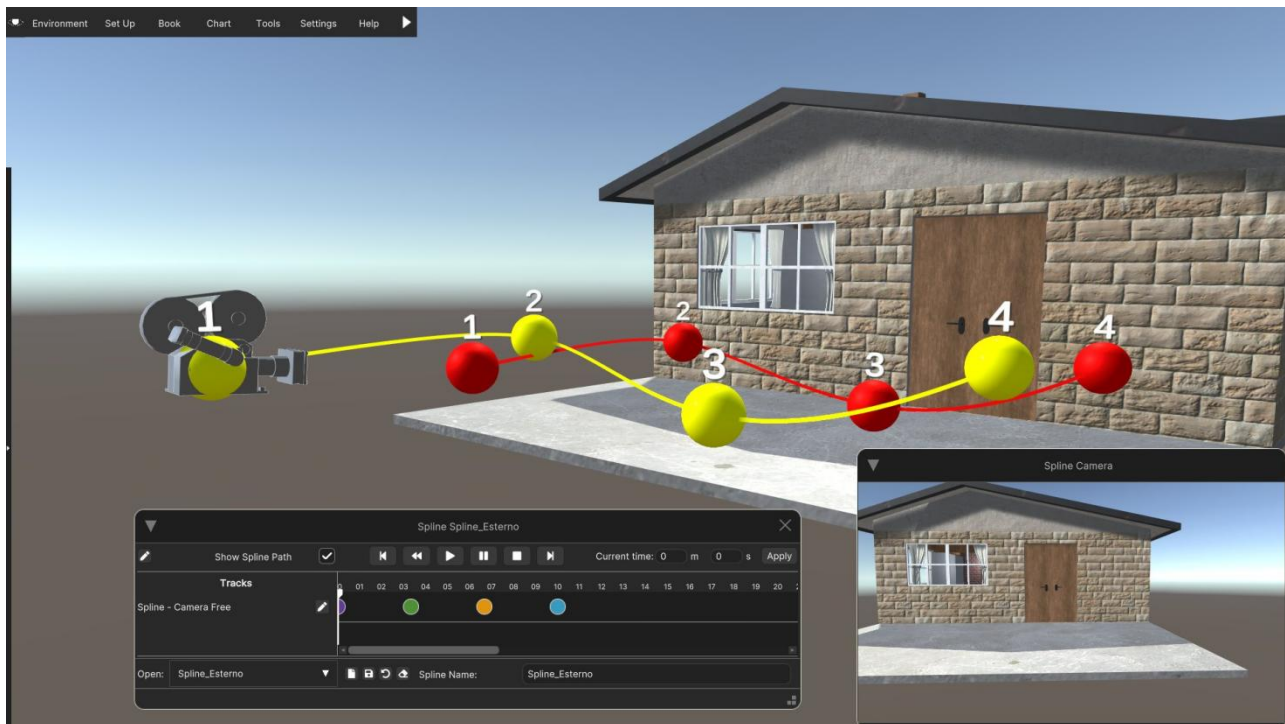 Environment Set Up Book Chart Tools Settings Help
1
2
1
2
3
3
4
4
Spline Camera
Spline Spline_Esterno
Show Spline Path Current time: 0 m 0 s Apply
Tracks
0 01 02 03 04 05 06 07 08 09 10 11 12 13 14 15 16 17 18 19 20
Spline - Camera Free
Open: Spline_Esterno Spline Name: Spline_Esterno